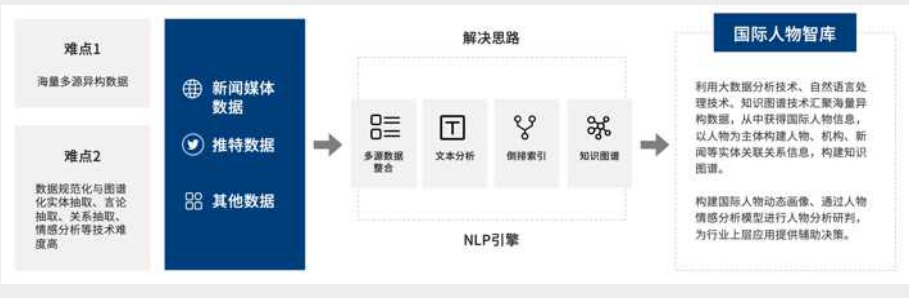 难点1
海量多源异构数据
难点2
数据规范化与图谱
化实体抽取、言论
抽取、关系抽取、
情感分析等技术难
度高
新闻媒体
数据
推特数据
其他数据
解决思路
多源数据
整合
文本分析
倒排索引
知识图谱
NLP引擎
国际人物智库
利用大数据分析技术、自然语言处
理技术、知识图谱技术汇聚海量异
构数据，从中获得国际人物信息，
以人物为主体构建人物、机构、新
闻等实体关联关系信息，构建知识
图谱。
构建国际人物动态画像、通过人物
情感分析模型进行人物分析研判，
为行业上层应用提供辅助决策。